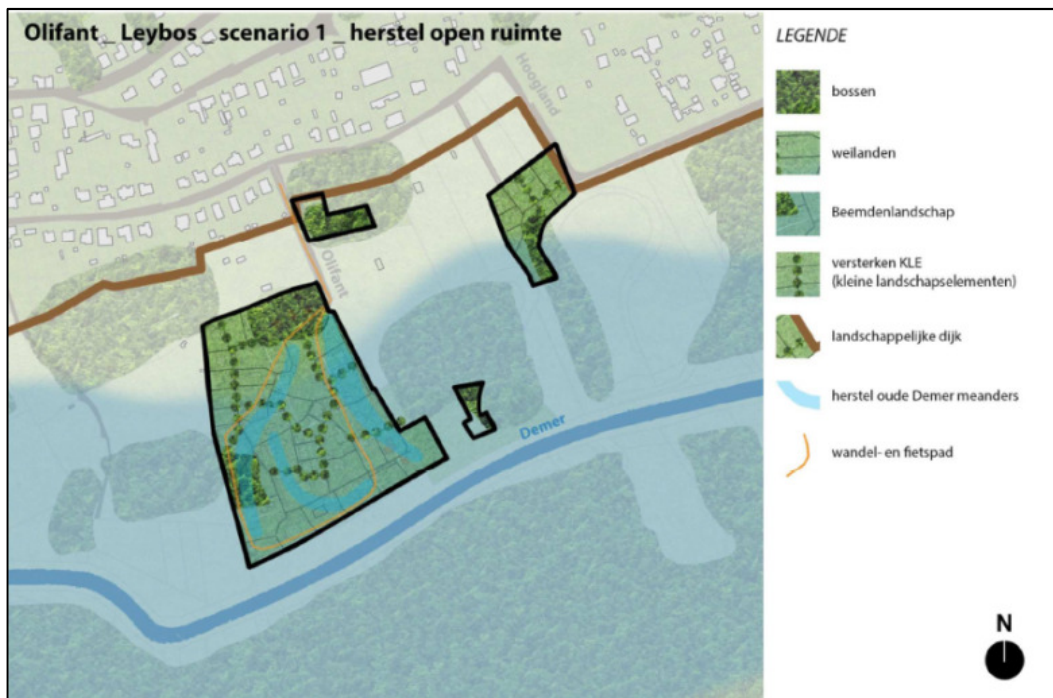 Olifant _ Leybos _ scenario 1 _ herstel open ruimte
Hoogland
Olifant
Demer
LEGENDE
bossen
weilanden
Beemdenlandschap
versterken KLE
(kleine landschapselementen)
landschappelijke dijk
herstel oude Demer meanders
wandel- en fietspad
N